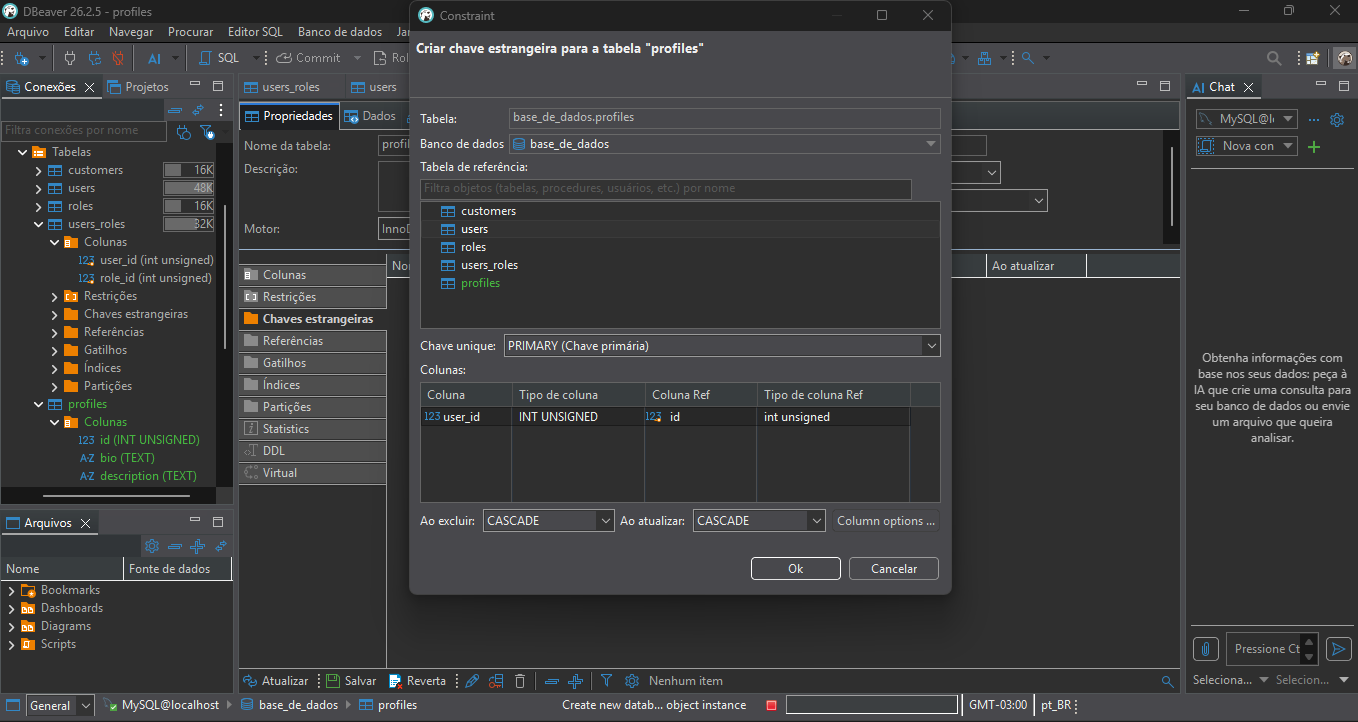 DBeaver 26.2.5 - profiles
Arquivo Editar Navegar Procurar Editor SQL Banco de dados
AI SQL Commit
Conexões Projetos
Filtra conexões por nome
Tabelas
customers 16K
users 48K
roles 16K
users_roles 32K
Colunas
user_id (int unsigned)
role_id (int unsigned)
Restrições
Chaves estrangeiras
Referências
Gatilhos
Índices
Partições
profiles
Colunas
id (INT UNSIGNED)
bio (TEXT)
description (TEXT)
Arquivos
Nome Fonte de dados
Bookmarks
Dashboards
Diagrams
Scripts
users_roles users
Propriedades Dados
Nome da tabela:
Descrição:
Motor:
Colunas
Restrições
Chaves estrangeiras
Referências
Gatilhos
Índices
Partições
Statistics
DDL
Virtual
Ao atualizar
Constraint
Criar chave estrangeira para a tabela "profiles"
Tabela: base_de_dados.profiles
Banco de dados base_de_dados
Tabela de referência:
Filtra objetos (tabelas, procedures, usuários, etc.) por nome
customers
users
roles
users_roles
profiles
Chave unique: PRIMARY (Chave primária)
Colunas:
Coluna Tipo de coluna Coluna Ref Tipo de coluna Ref
123 user_id INT UNSIGNED 123 id int unsigned
Ao excluir: CASCADE Ao atualizar: CASCADE Column options ...
Ok Cancelar
AI Chat
MySQL@l
Nova con
Obtenha informações com
base nos seus dados: peça à
IA que crie uma consulta para
seu banco de dados ou envie
um arquivo que queira
analisar.
Pressione Ct
Seleciona... Selecion...
Atualizar Salvar Reverta Nenhum item
General MySQL@localhost base_de_dados profiles Create new datab... object instance GMT-03:00 pt_BR